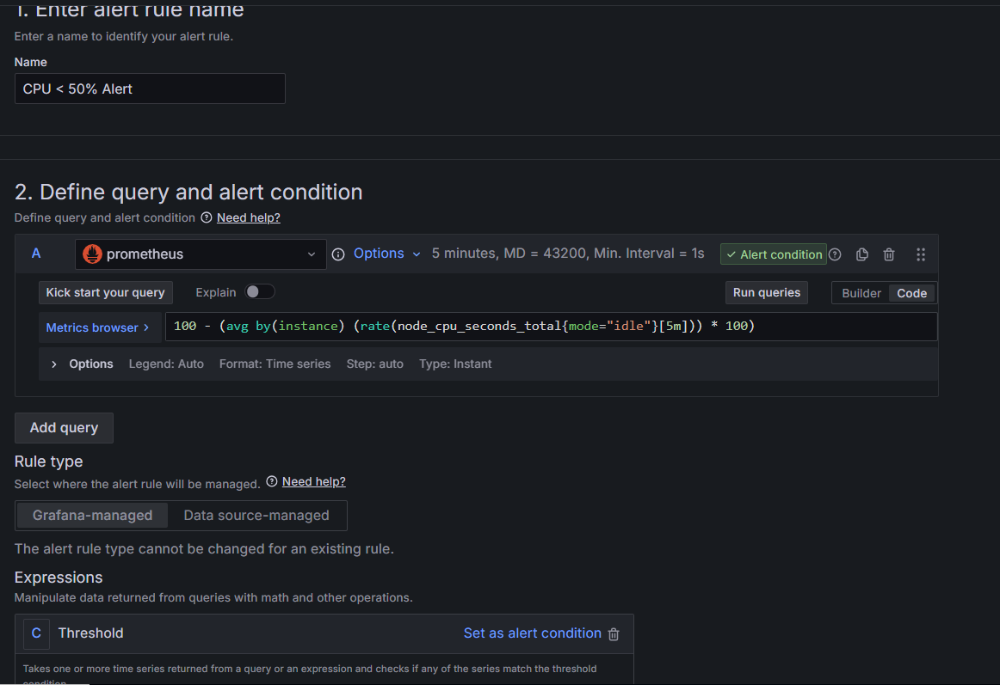 1. Enter alert rule name
Enter a name to identify your alert rule.
Name
CPU < 50% Alert
2. Define query and alert condition
Define query and alert condition Need help?
A prometheus Options 5 minutes, MD = 43200, Min. Interval = 1s Alert condition
Kick start your query Explain Run queries Builder Code
Metrics browser > 100 - (avg by(instance) (rate(node_cpu_seconds_total{mode="idle"}[5m])) * 100)
> Options Legend: Auto Format: Time series Step: auto Type: Instant
Add query
Rule type
Select where the alert rule will be managed. Need help?
Grafana-managed Data source-managed
The alert rule type cannot be changed for an existing rule.
Expressions
Manipulate data returned from queries with math and other operations.
C Threshold Set as alert condition
Takes one or more time series returned from a query or an expression and checks if any of the series match the threshold
condition.